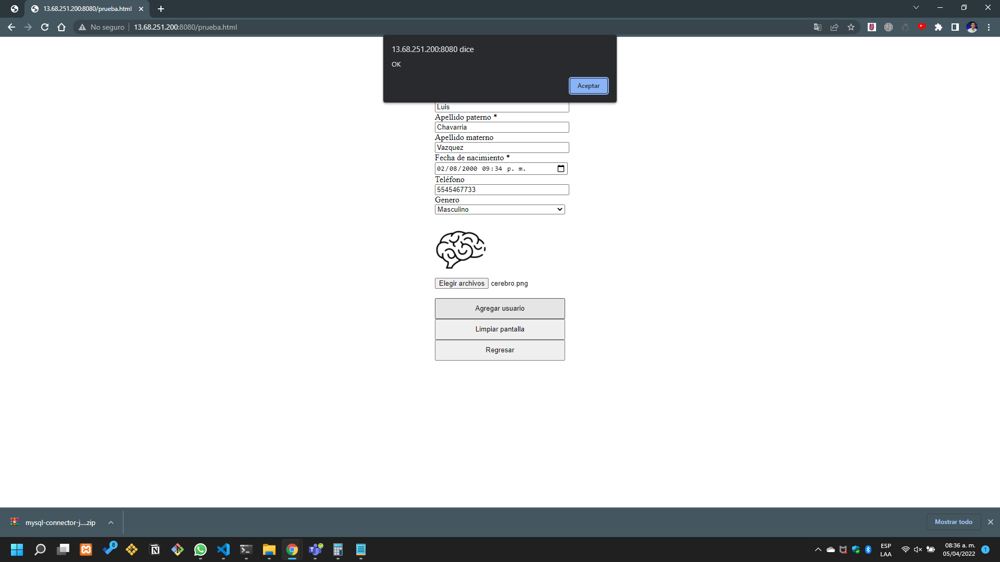 13.68.251.200:8080/prueba.html
No seguro
13.68.251.200:8080/prueba.html
13.68.251.200:8080 dice
OK
Aceptar
Luis
Apellido paterno *
Chavarria
Apellido materno
Vazquez
Fecha de nacimiento *
02/08/2000 09:34 p. m.
Teléfono
5545467733
Genero
Masculino
Elegir archivos cerebro.png
Agregar usuario
Limpiar pantalla
Regresar
mysql-connector-j....zip
Mostrar todo
8
ESP
LAA
08:36 a. m.
05/04/2022
1